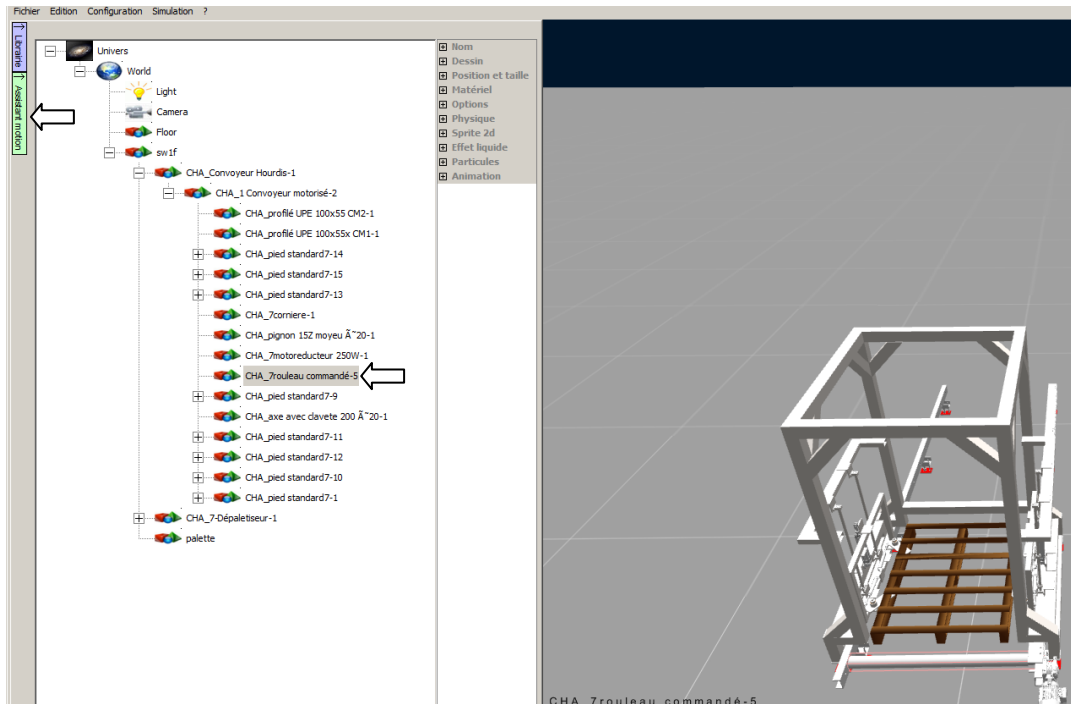 Fichier Edition Configuration Simulation ?
Librairie
Assistant motion
Univers
World
Light
Camera
Floor
sw1f
CHA_Convoyeur Hourdis-1
CHA_1 Convoyeur motorisé-2
CHA_profilé UPE 100x55 CM2-1
CHA_profilé UPE 100x55x CM1-1
CHA_pied standard7-14
CHA_pied standard7-15
CHA_pied standard7-13
CHA_7corniere-1
CHA_pignon 15Z moyeu Ã˜20-1
CHA_7motoreducteur 250W-1
CHA_7rouleau commandé-5
CHA_pied standard7-9
CHA_axe avec clavete 200 Ã˜20-1
CHA_pied standard7-11
CHA_pied standard7-12
CHA_pied standard7-10
CHA_pied standard7-1
CHA_7-Dépaletiseur-1
palette
Nom
Dessin
Position et taille
Matériel
Options
Physique
Sprite 2d
Effet liquide
Particules
Animation
CHA_7rouleau commandé-5